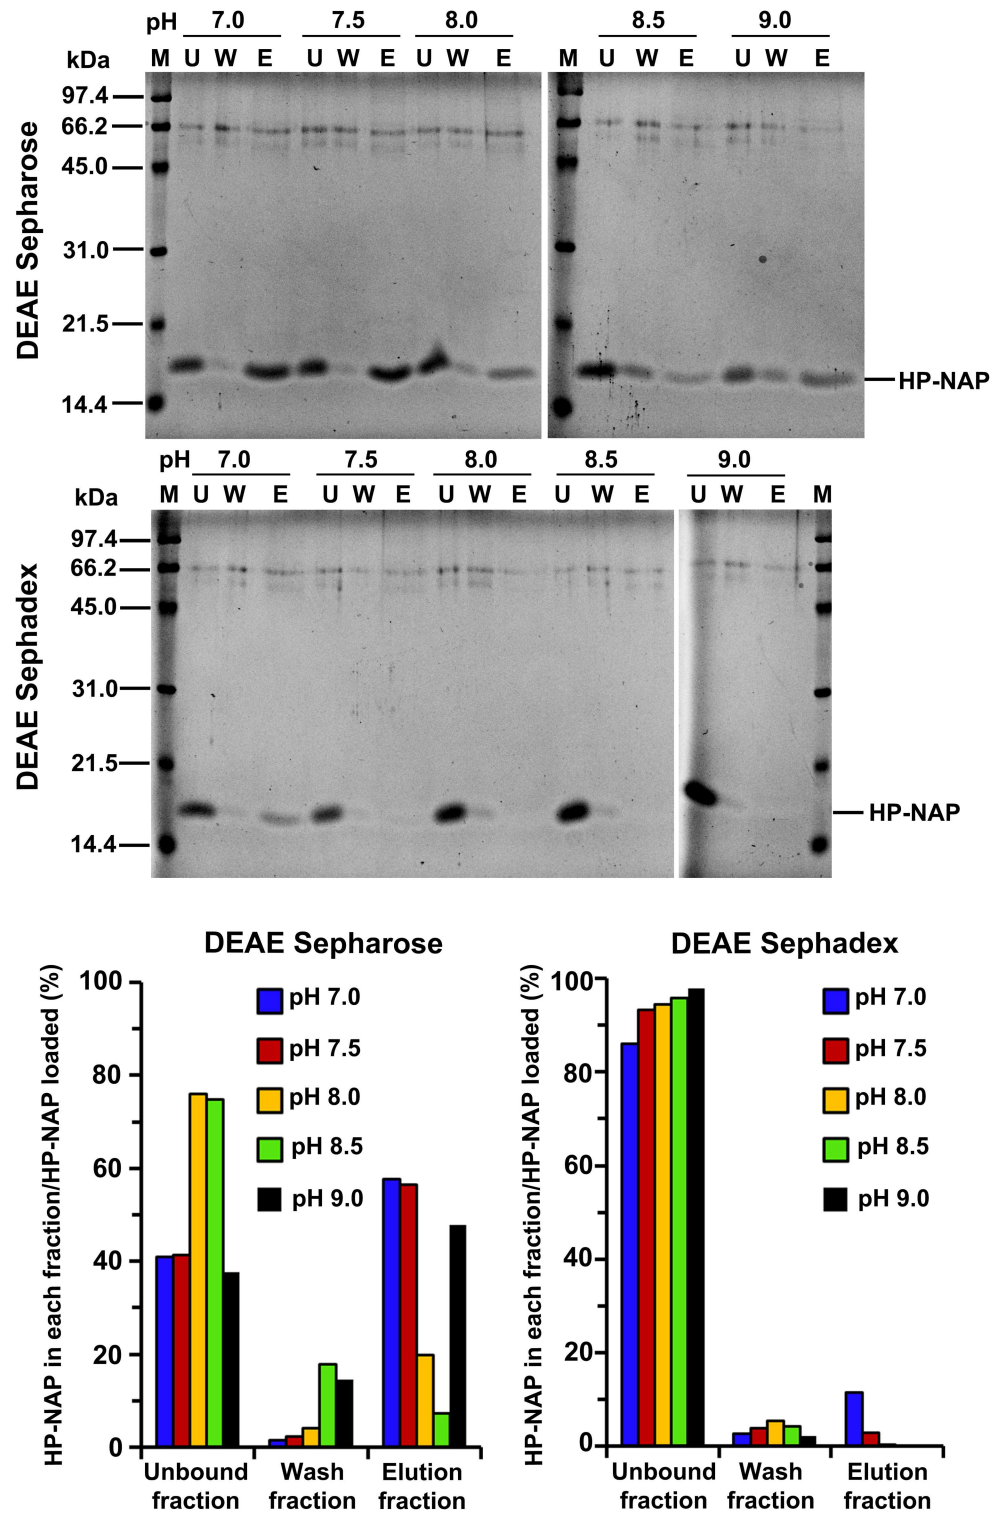 pH 7.0 7.5 8.0 8.5 9.0
kDa M U W E U W E U W E M U W E U W E
97.4
66.2
45.0
31.0
21.5
14.4
DEAE Sepharose
HP-NAP
pH 7.0 7.5 8.0 8.5 9.0
kDa M U W E U W E U W E U W E U W E M
97.4
66.2
45.0
31.0
21.5
14.4
DEAE Sephadex
HP-NAP
DEAE Sepharose
HP-NAP in each fraction/HP-NAP loaded (%)
100
80
60
40
20
0
pH 7.0
pH 7.5
pH 8.0
pH 8.5
pH 9.0
Unbound fraction
Wash fraction
Elution fraction
DEAE Sephadex
HP-NAP in each fraction/HP-NAP loaded (%)
100
80
60
40
20
0
pH 7.0
pH 7.5
pH 8.0
pH 8.5
pH 9.0
Unbound fraction
Wash fraction
Elution fraction